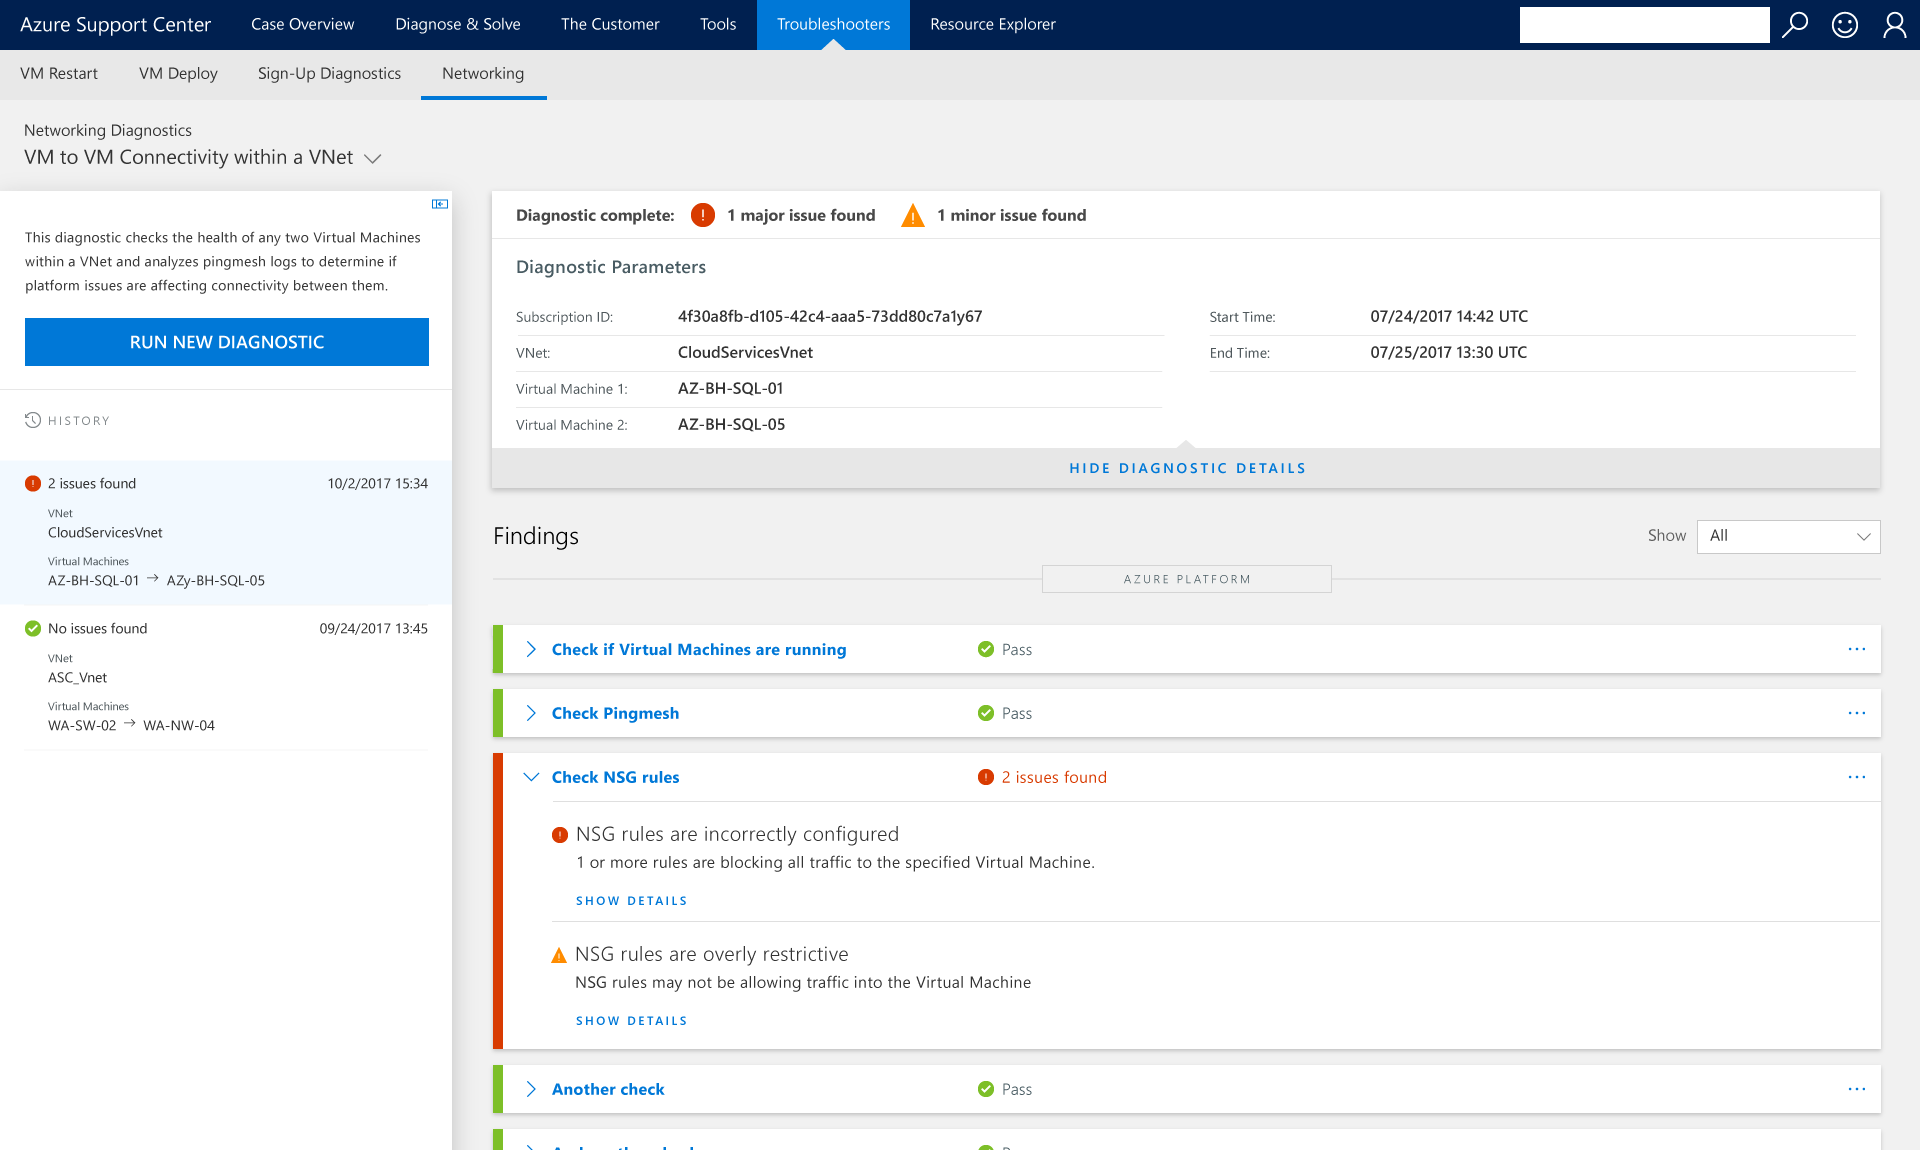 Azure Support Center
Case Overview
Diagnose & Solve
The Customer
Tools
Troubleshooters
Resource Explorer
VM Restart
VM Deploy
Sign-Up Diagnostics
Networking
Networking Diagnostics
VM to VM Connectivity within a VNet
This diagnostic checks the health of any two Virtual Machines
within a VNet and analyzes pingmesh logs to determine if
platform issues are affecting connectivity between them.
RUN NEW DIAGNOSTIC
HISTORY
2 issues found 10/2/2017 15:34
VNet
CloudServicesVnet
Virtual Machines
AZ-BH-SQL-01 → AZy-BH-SQL-05
No issues found 09/24/2017 13:45
VNet
ASC_Vnet
Virtual Machines
WA-SW-02 → WA-NW-04
Diagnostic complete: 1 major issue found 1 minor issue found
Diagnostic Parameters
Subscription ID: 4f30a8fb-d105-42c4-aaa5-73dd80c7a1y67
VNet: CloudServicesVnet
Virtual Machine 1: AZ-BH-SQL-01
Virtual Machine 2: AZ-BH-SQL-05
Start Time: 07/24/2017 14:42 UTC
End Time: 07/25/2017 13:30 UTC
HIDE DIAGNOSTIC DETAILS
Findings
Show All
AZURE PLATFORM
Check if Virtual Machines are running Pass
Check Pingmesh Pass
Check NSG rules 2 issues found
NSG rules are incorrectly configured
1 or more rules are blocking all traffic to the specified Virtual Machine.
SHOW DETAILS
NSG rules are overly restrictive
NSG rules may not be allowing traffic into the Virtual Machine
SHOW DETAILS
Another check Pass